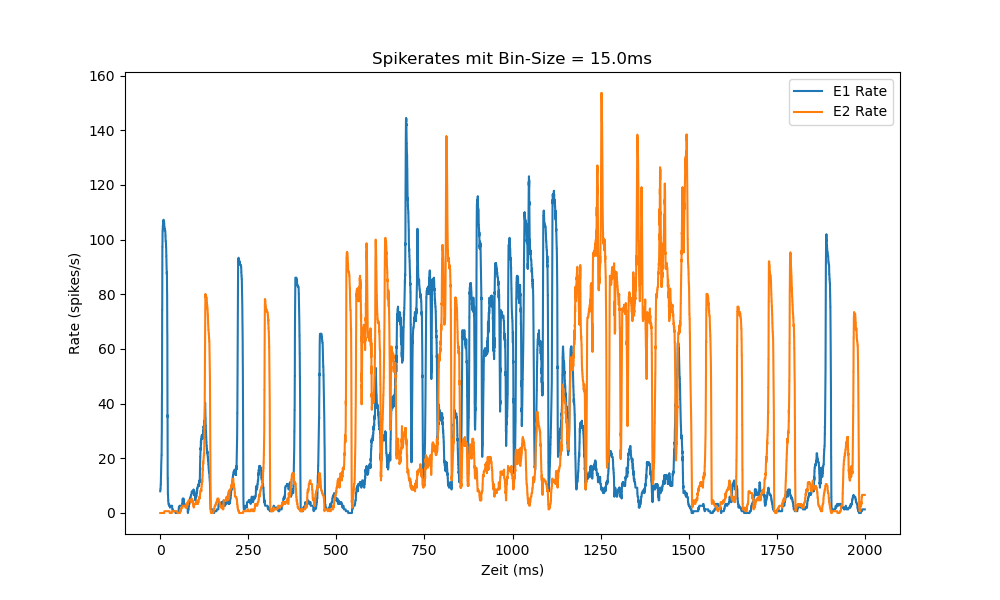 Spikerates mit Bin-Size = 15.0ms
E1 Rate
E2 Rate
160
140
120
100
80
60
40
20
0
Rate (spikes/s)
0 250 500 750 1000 1250 1500 1750 2000
Zeit (ms)